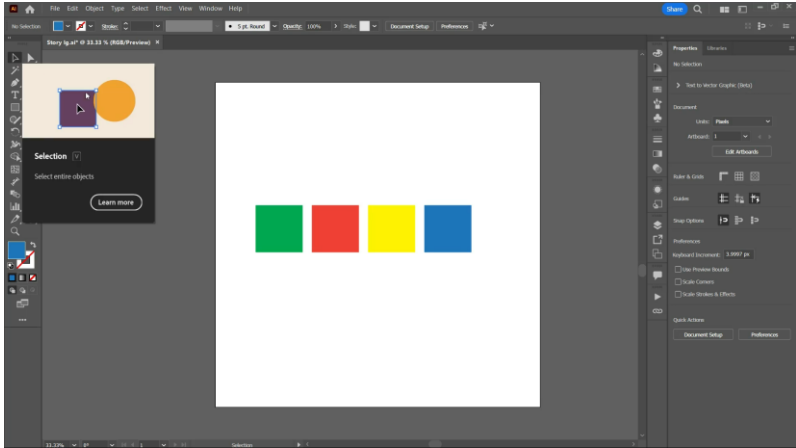 File Edit Object Type Select Effect View Window Help
Share
No Selection
Stroke:
5 pt. Round
Opacity: 100%
Style:
Document Setup
Preferences
Story Ig.ai* @ 33.33 % (RGB/Preview) ×
Selection (V)
Select entire objects
Learn more
Properties
Libraries
No Selection
Text to Vector Graphic (Beta)
Document
Units: Pixels
Artboard: 1
Edit Artboards
Ruler & Grids
Guides
Snap Options
Preferences
Keyboard Increment: 3.8997 px
Use Preview Bounds
Scale Corners
Scale Strokes & Effects
Quick Actions
Document Setup
Preferences
33.33%
0°
1
Selection